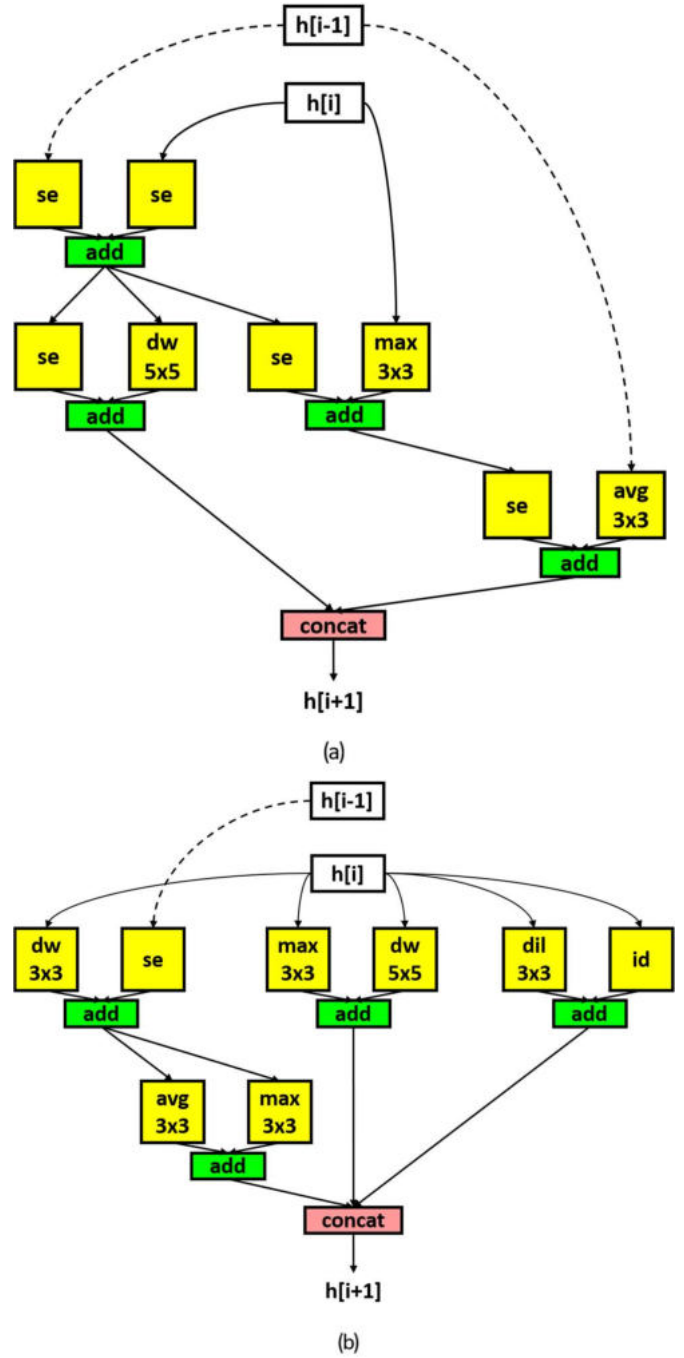 h[i-1]
h[i]
se se
add
se dw 5x5 se max 3x3
add add
se avg 3x3
add
concat
h[i+1]
(a)
h[i-1]
h[i]
dw 3x3 se max 3x3 dw 5x5 dil 3x3 id
add add add
avg 3x3 max 3x3
add
concat
h[i+1]
(b)